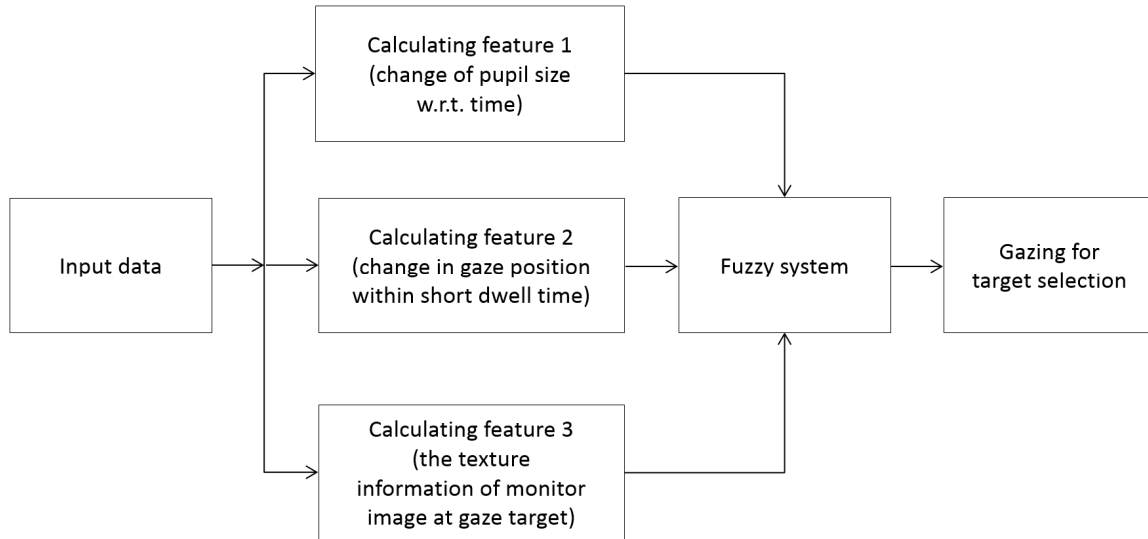 Calculating feature 1
(change of pupil size
w.r.t. time)
Input data
Calculating feature 2
(change in gaze position
within short dwell time)
Fuzzy system
Gazing for
target selection
Calculating feature 3
(the texture
information of monitor
image at gaze target)